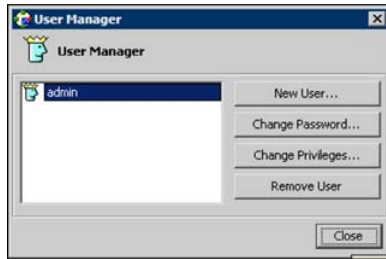 User Manager
User Manager
admin
New User...
Change Password...
Change Privileges...
Remove User
Close